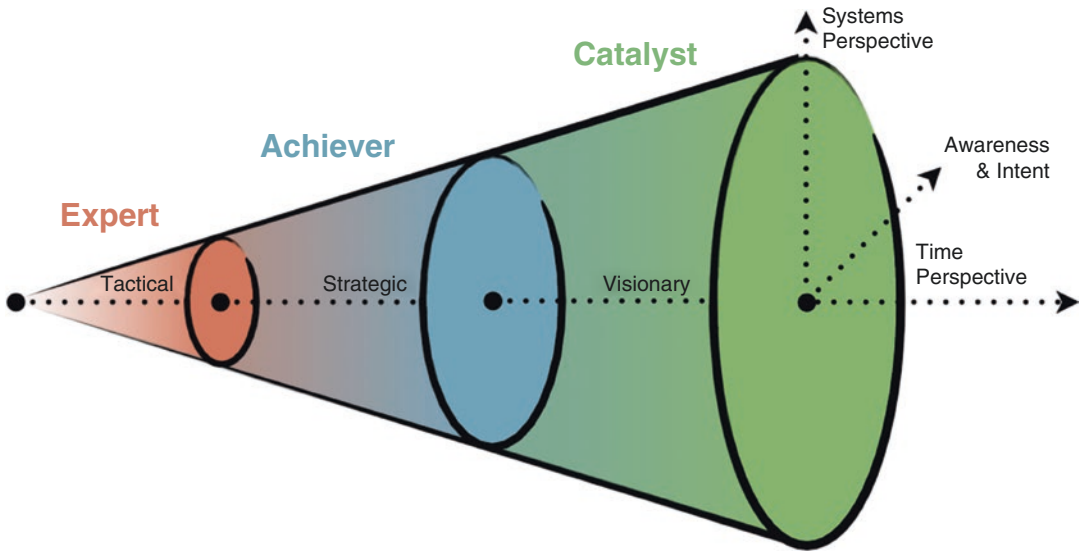 Systems
Perspective
Catalyst
Achiever
Awareness
& Intent
Expert
Time
Perspective
Tactical
Strategic
Visionary